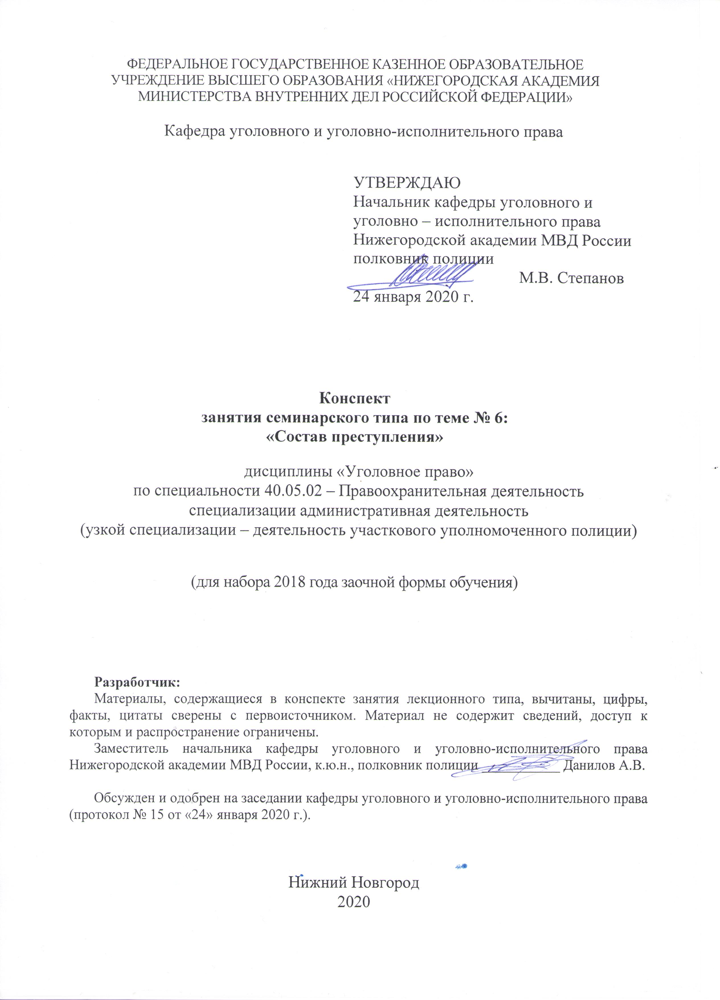 ФЕДЕРАЛЬНОЕ ГОСУДАРСТВЕННОЕ КАЗЕННОЕ ОБРАЗОВАТЕЛЬНОЕ
УЧРЕЖДЕНИЕ ВЫСШЕГО ОБРАЗОВАНИЯ «НИЖЕГОРОДСКАЯ АКАДЕМИЯ
МИНИСТЕРСТВА ВНУТРЕННИХ ДЕЛ РОССИЙСКОЙ ФЕДЕРАЦИИ»
Кафедра уголовного и уголовно-исполнительного права
УТВЕРЖДАЮ
Начальник кафедры уголовного и
уголовно – исполнительного права
Нижегородской академии МВД России
полковник полиции
М.В. Степанов
24 января 2020 г.
Конспект
занятия семинарского типа по теме № 6:
«Состав преступления»
дисциплины «Уголовное право»
по специальности 40.05.02 – Правоохранительная деятельность
специализации административная деятельность
(узкой специализации – деятельность участкового уполномоченного полиции)
(для набора 2018 года заочной формы обучения)
Разработчик:
Материалы, содержащиеся в конспекте занятия лекционного типа, вычитаны, цифры,
факты, цитаты сверены с первоисточником. Материал не содержит сведений, доступ к
которым и распространение ограничены.
Заместитель начальника кафедры уголовного и уголовно-исполнительного права
Нижегородской академии МВД России, к.ю.н., полковник полиции ___________ Данилов А.В.
Обсужден и одобрен на заседании кафедры уголовного и уголовно-исполнительного права
(протокол № 15 от «24» января 2020 г.).
Нижний Новгород
2020